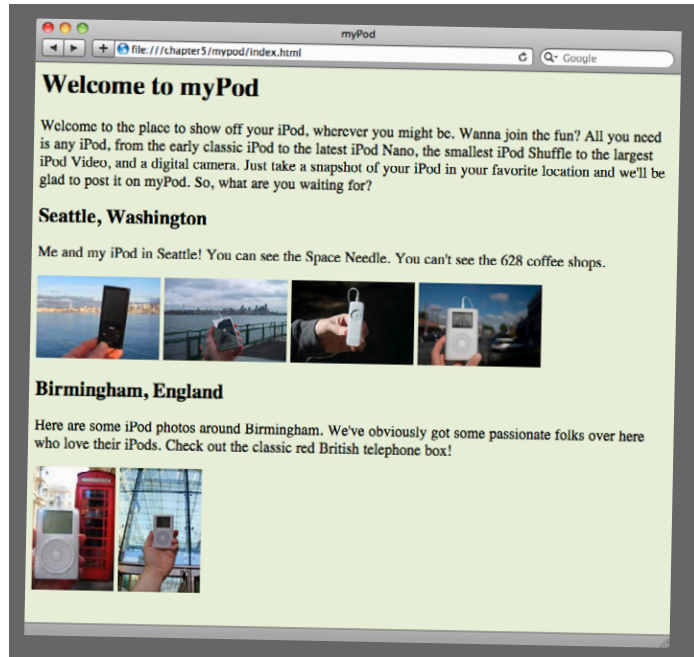 myPod
file:///chapter5/mypod/index.html
Google
Welcome to myPod
Welcome to the place to show off your iPod, wherever you might be. Wanna join the fun? All you need
is any iPod, from the early classic iPod to the latest iPod Nano, the smallest iPod Shuffle to the largest
iPod Video, and a digital camera. Just take a snapshot of your iPod in your favorite location and we'll be
glad to post it on myPod. So, what are you waiting for?
Seattle, Washington
Me and my iPod in Seattle! You can see the Space Needle. You can't see the 628 coffee shops.
Birmingham, England
Here are some iPod photos around Birmingham. We've obviously got some passionate folks over here
who love their iPods. Check out the classic red British telephone box!